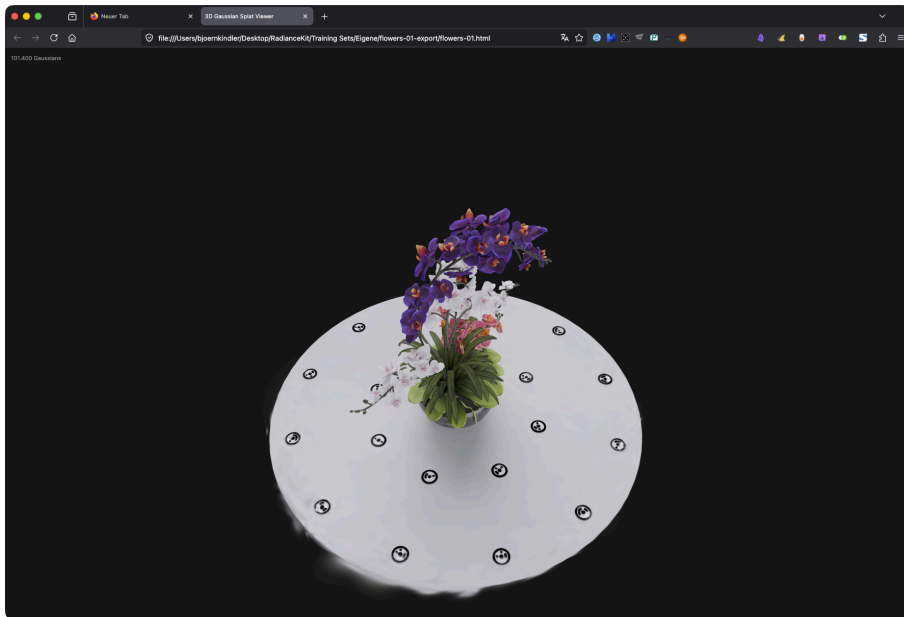 Neuer Tab
3D Gaussian Splat Viewer
file:///Users/bjoernkindler/Desktop/RadianceKit/Training Sets/Eigene/flowers-01-export/flowers-01.html
101.400 Gaussians